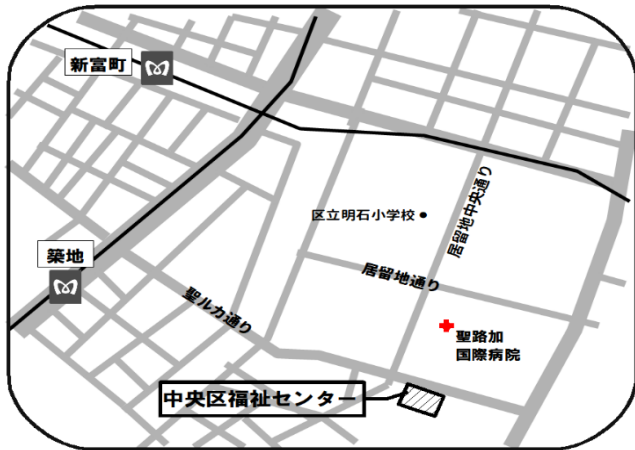 新富町
居留地中央通り
区立明石小学校
築地
居留地通り
聖ルカ通り
聖路加
国際病院
中央区福祉センター